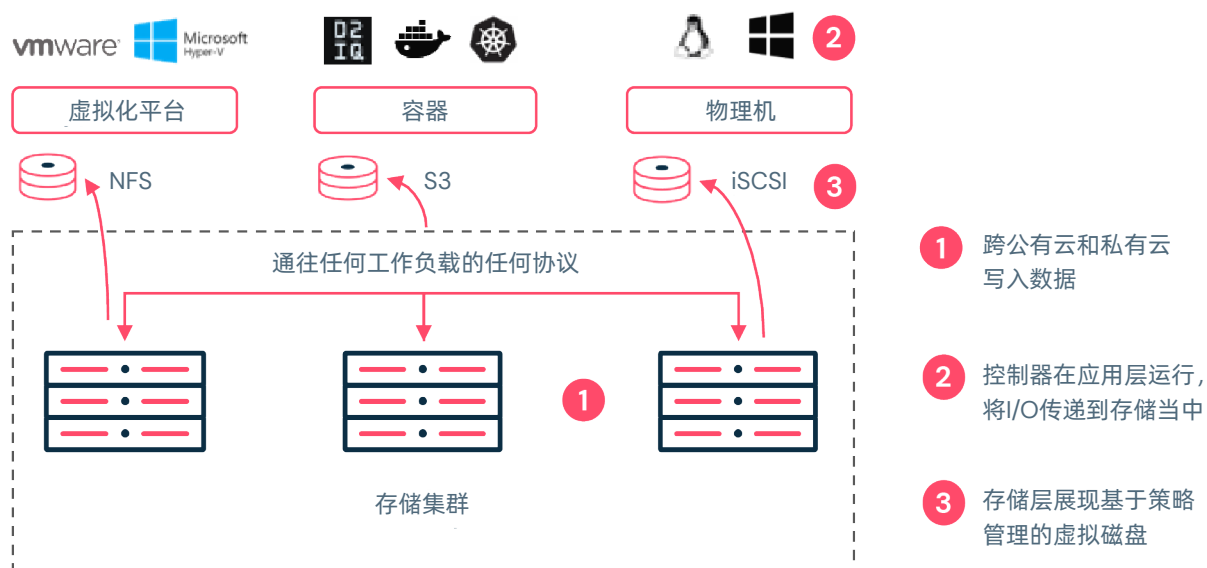 vmware
Microsoft
Hyper-V
D2
IQ
2
虚拟化平台
容器
物理机
NFS
S3
iSCSI
3
通往任何工作负载的任何协议
1
存储集群
1
跨公有云和私有云
写入数据
2
控制器在应用层运行，
将I/O传递到存储当中
3
存储层展现基于策略
管理的虚拟磁盘